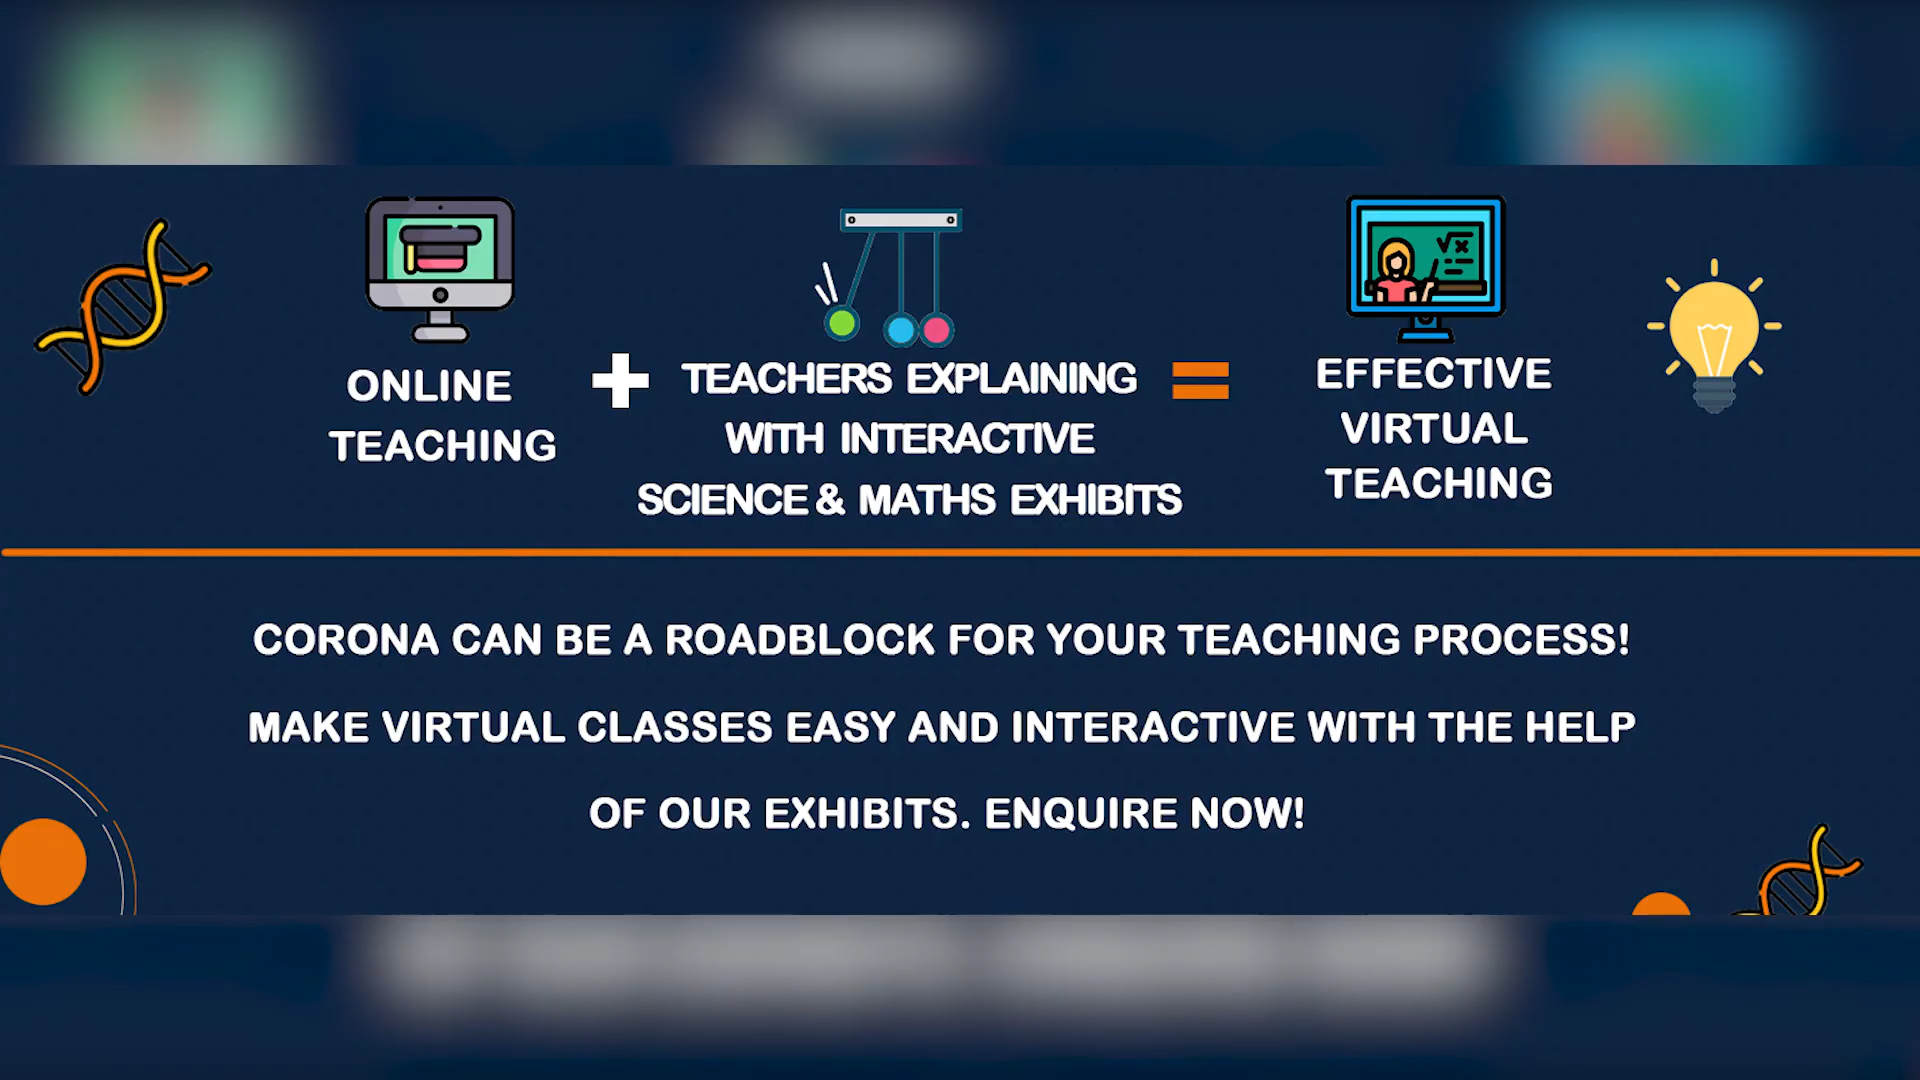 ONLINE
TEACHING
+
TEACHERS EXPLAINING
WITH INTERACTIVE
SCIENCE & MATHS EXHIBITS
=
EFFECTIVE
VIRTUAL
TEACHING
√x
CORONA CAN BE A ROADBLOCK FOR YOUR TEACHING PROCESS!
MAKE VIRTUAL CLASSES EASY AND INTERACTIVE WITH THE HELP
OF OUR EXHIBITS. ENQUIRE NOW!